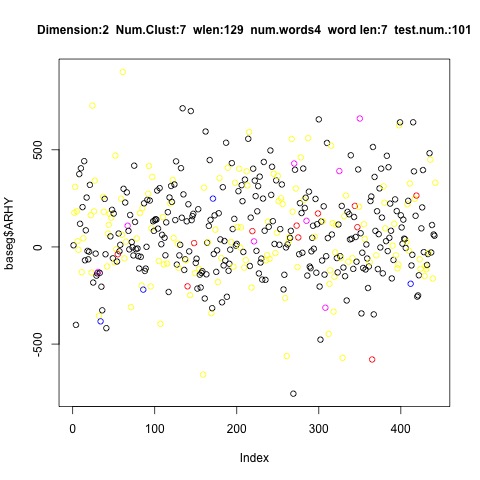 Dimension:2 Num.Clust:7 wlen:129 num.words4 word len:7 test.num.:101
500
0
-500
baseg$ARHY
0 100 200 300 400
Index